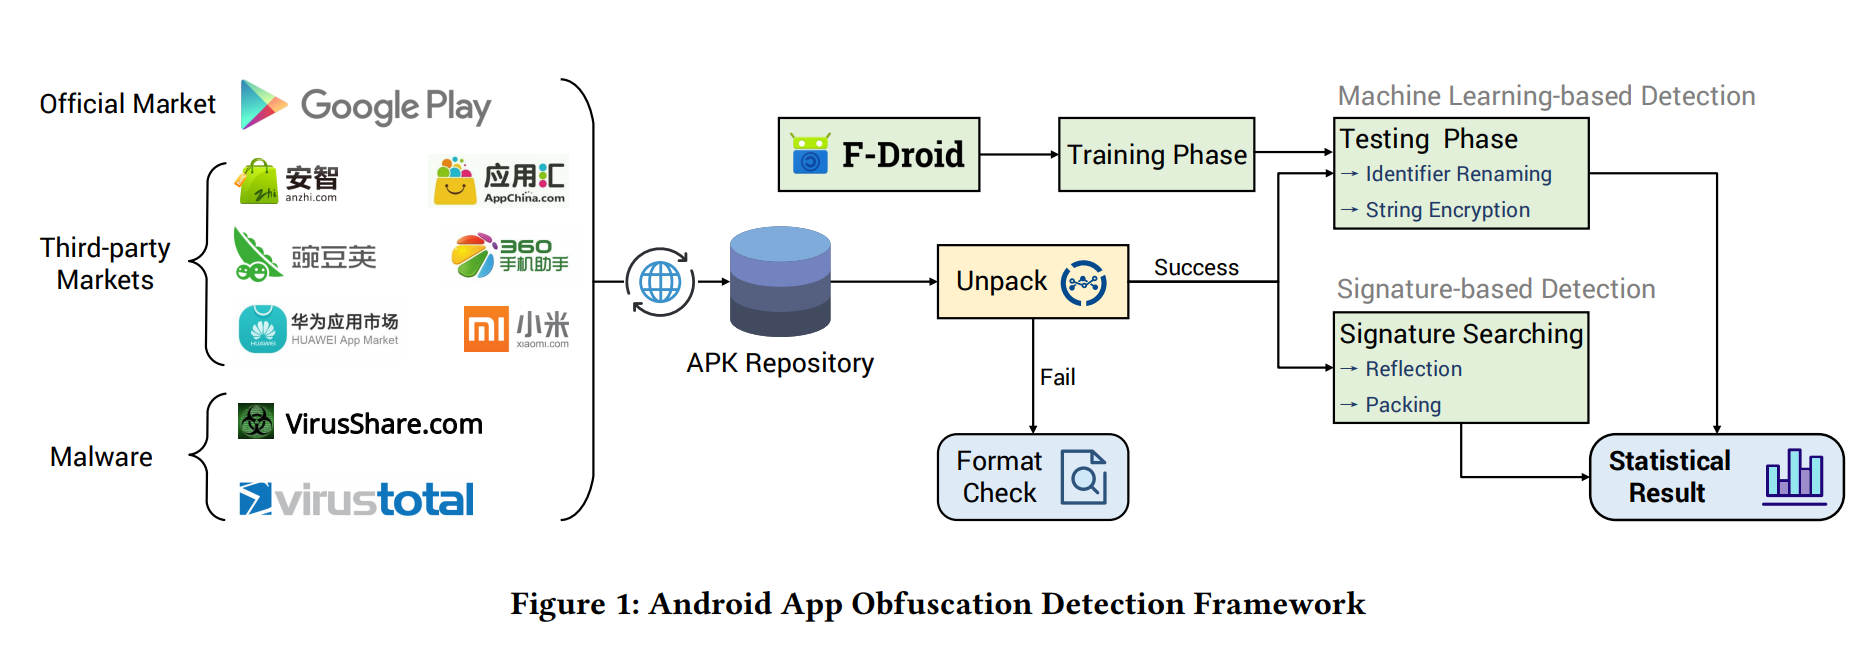 Official Market
Google Play
Third-party
Markets
安智
zhi
anzhi.com
应用汇
AppChina.com
豌豆荚
360
手机助手
HUAWEI
华为应用市场
HUAWEI App Market
mi
小米
xiaomi.com
Malware
VirusShare.com
virustotal
APK Repository
F-Droid
Training Phase
Machine Learning-based Detection
Testing Phase
→ Identifier Renaming
→ String Encryption
Unpack
Success
Fail
Format
Check
Signature-based Detection
Signature Searching
→ Reflection
→ Packing
Statistical
Result
Figure 1: Android App Obfuscation Detection Framework